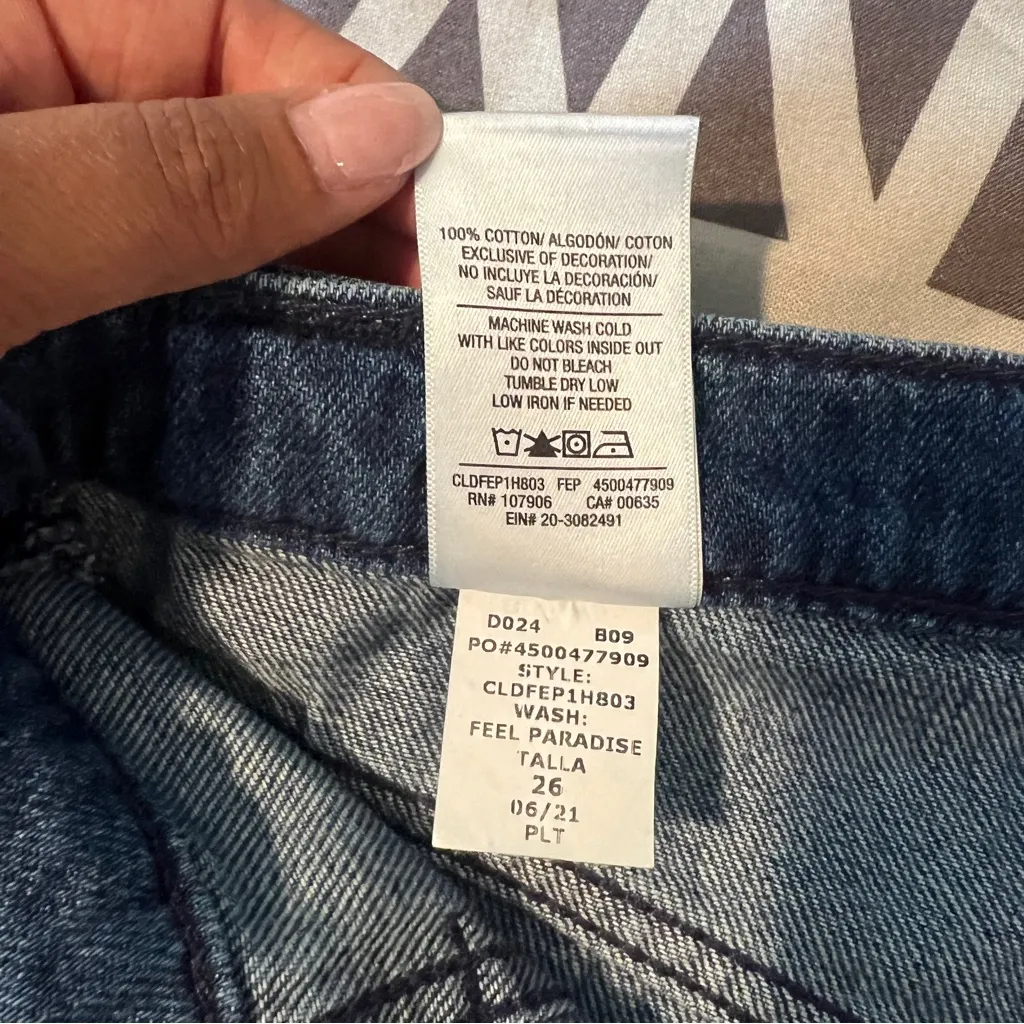 100% COTTON/ ALGODÓN/ COTON
EXCLUSIVE OF DECORATION/
NO INCLUYE LA DECORACIÓN/
SAUF LA DÉCORATION
MACHINE WASH COLD
WITH LIKE COLORS INSIDE OUT
DO NOT BLEACH
TUMBLE DRY LOW
LOW IRON IF NEEDED
CLDFEP1H803 FEP 4500477909
RN# 107906 CA# 00635
EIN# 20-3082491
D024 B09
PO#4500477909
STYLE:
CLDFEP1H803
WASH:
FEEL PARADISE
TALLA
26
06/21
PLT